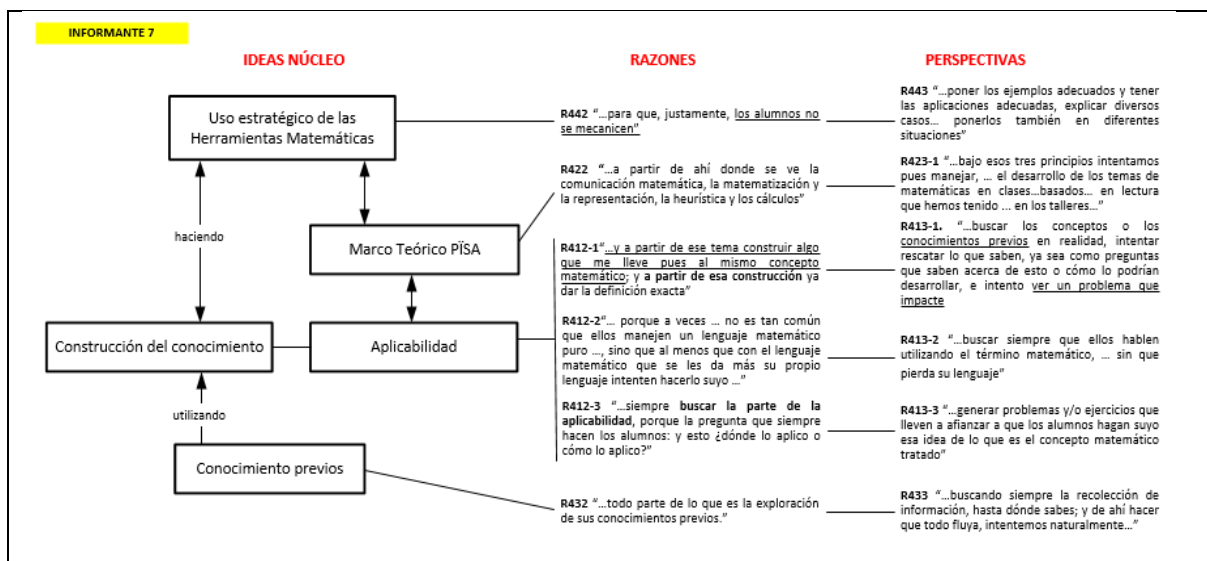 INFORMANTE 7
IDEAS NÚCLEO
RAZONES
PERSPECTIVAS
Uso estratégico de las
Herramientas Matemáticas
haciendo
Marco Teórico PÏSA
Construcción del conocimiento
Aplicabilidad
utilizando
Conocimiento previos
R442 “…para que, justamente, los alumnos no
se mecanicen”
R422 “…a partir de ahí donde se ve la
comunicación matemática, la matematización y
la representación, la heurística y los cálculos”
R412-1“…y a partir de ese tema construir algo
que me lleve pues al mismo concepto
matemático; y a partir de esa construcción ya
dar la definición exacta”
R412-2“… porque a veces … no es tan común
que ellos manejen un lenguaje matemático
puro …, sino que al menos que con el lenguaje
matemático que se les da más su propio
lenguaje intenten hacerlo suyo …”
R412-3 “…siempre buscar la parte de la
aplicabilidad, porque la pregunta que siempre
hacen los alumnos: y esto ¿dónde lo aplico o
cómo lo aplico?”
R432 “…todo parte de lo que es la exploración
de sus conocimientos previos.”
R443 “…poner los ejemplos adecuados y tener
las aplicaciones adecuadas, explicar diversos
casos… ponerlos también en diferentes
situaciones”
R423-1 “…bajo esos tres principios intentamos
pues manejar, … el desarrollo de los temas de
matemáticas en clases…basados… en lectura
que hemos tenido … en los talleres…”
R413-1. “…buscar los conceptos o los
conocimientos previos en realidad, intentar
rescatar lo que saben, ya sea como preguntas
que saben acerca de esto o cómo lo podrían
desarrollar, e intento ver un problema que
impacte
R413-2 “…buscar siempre que ellos hablen
utilizando el término matemático, … sin que
pierda su lenguaje”
R413-3 “…generar problemas y/o ejercicios que
lleven a afianzar a que los alumnos hagan suyo
esa idea de lo que es el concepto matemático
tratado”
R433 “…buscando siempre la recolección de
información, hasta dónde sabes; y de ahí hacer
que todo fluya, intentemos naturalmente…”